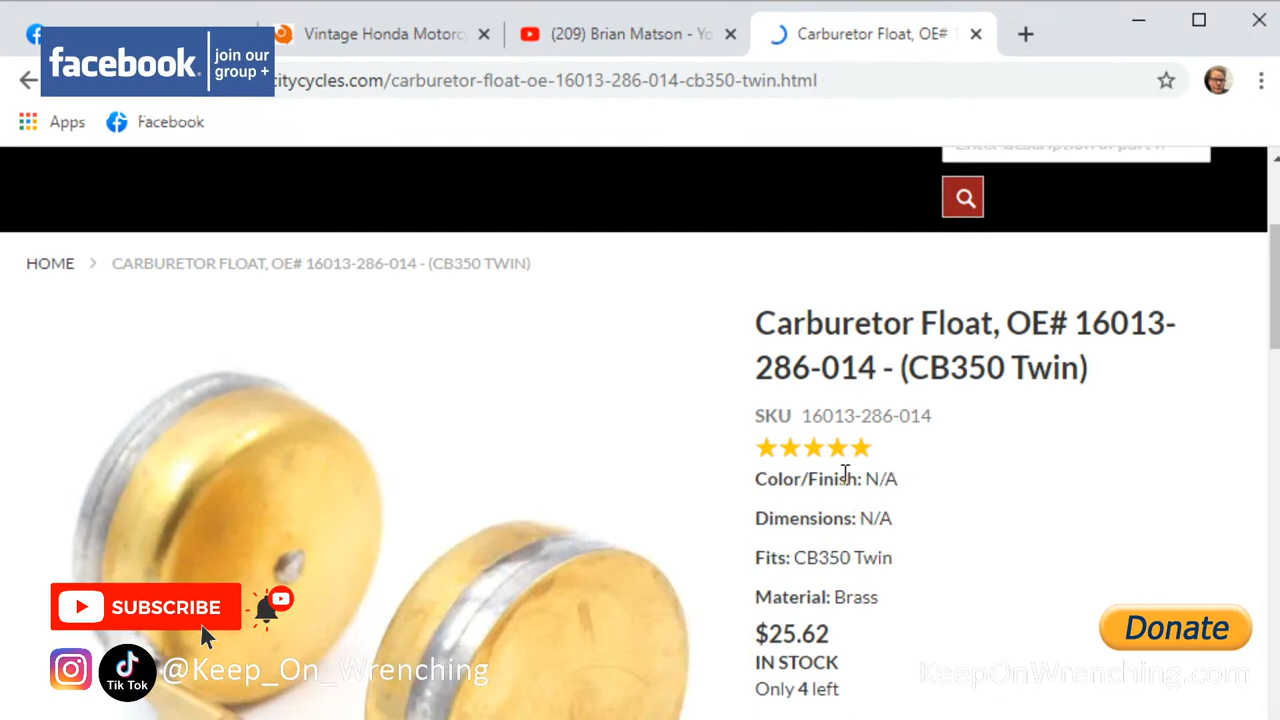 facebook
join our
group +
Vintage Honda Motorc
(209) Brian Matson - Yo
Carburetor Float, OE# 1
citycycles.com/carburetor-float-oe-16013-286-014-cb350-twin.html
Apps
Facebook
HOME > CARBURETOR FLOAT, OE# 16013-286-014 - (CB350 TWIN)
Carburetor Float, OE# 16013-
286-014 - (CB350 Twin)
SKU 16013-286-014
Color/Finish: N/A
Dimensions: N/A
Fits: CB350 Twin
Material: Brass
$25.62
IN STOCK
Only 4 left
SUBSCRIBE
Tik Tok
@Keep_On_Wrenching
Donate
KeepOnWrenching.com